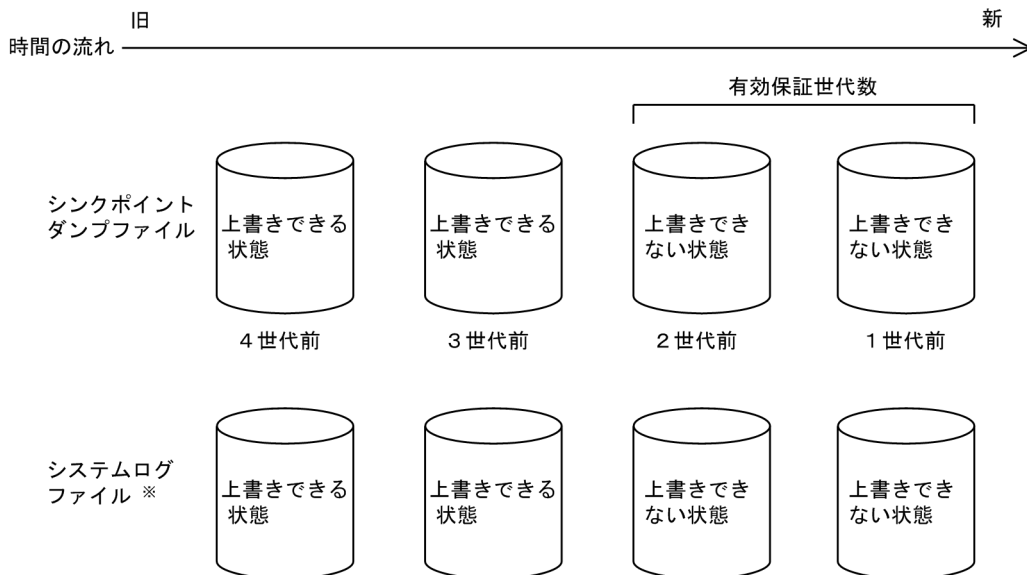 旧
新
時間の流れ
有効保証世代数
シンクポイント
ダンプファイル
上書きできる
状態
上書きできる
状態
上書きでき
ない状態
上書きでき
ない状態
4世代前
3世代前
2世代前
1世代前
システムログ
ファイル ※
上書きできる
状態
上書きできる
状態
上書きでき
ない状態
上書きでき
ない状態